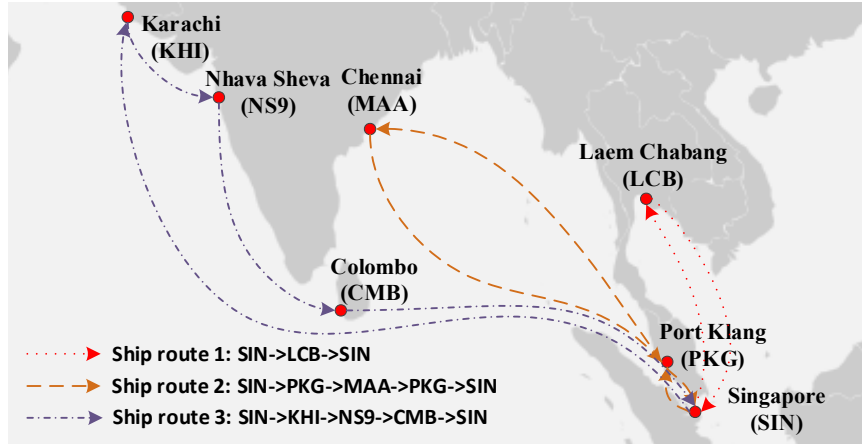 Karachi
(KHI)
Nhava Sheva
(NS9)
Chennai
(MAA)
Laem Chabang
(LCB)
Colombo
(CMB)
Port Klang
(PKG)
Singapore
(SIN)
Ship route 1: SIN->LCB->SIN
Ship route 2: SIN->PKG->MAA->PKG->SIN
Ship route 3: SIN->KHI->NS9->CMB->SIN